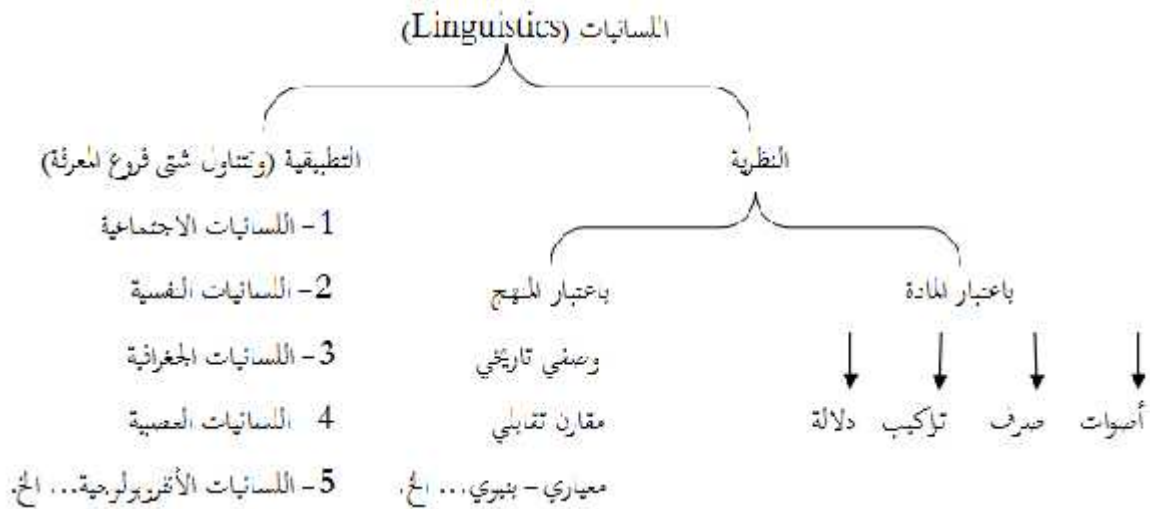 اللسانيات (Linguistics)
النظرية
التطبيقية (وتتناول شتى فروع المعرفة)
باعتبار المادة
أصوات صرف تركيب دلالة
باعتبار المنهج
وصفي تاريخي
مقارن تقابلي
معياري – بنيوي... الخ.
1- اللسانيات الاجتماعية
2- اللسانيات النفسية
3- اللسانيات الجغرافية
4 اللسانيات العصبية
5- اللسانيات الأنثروبولوجية... الخ.